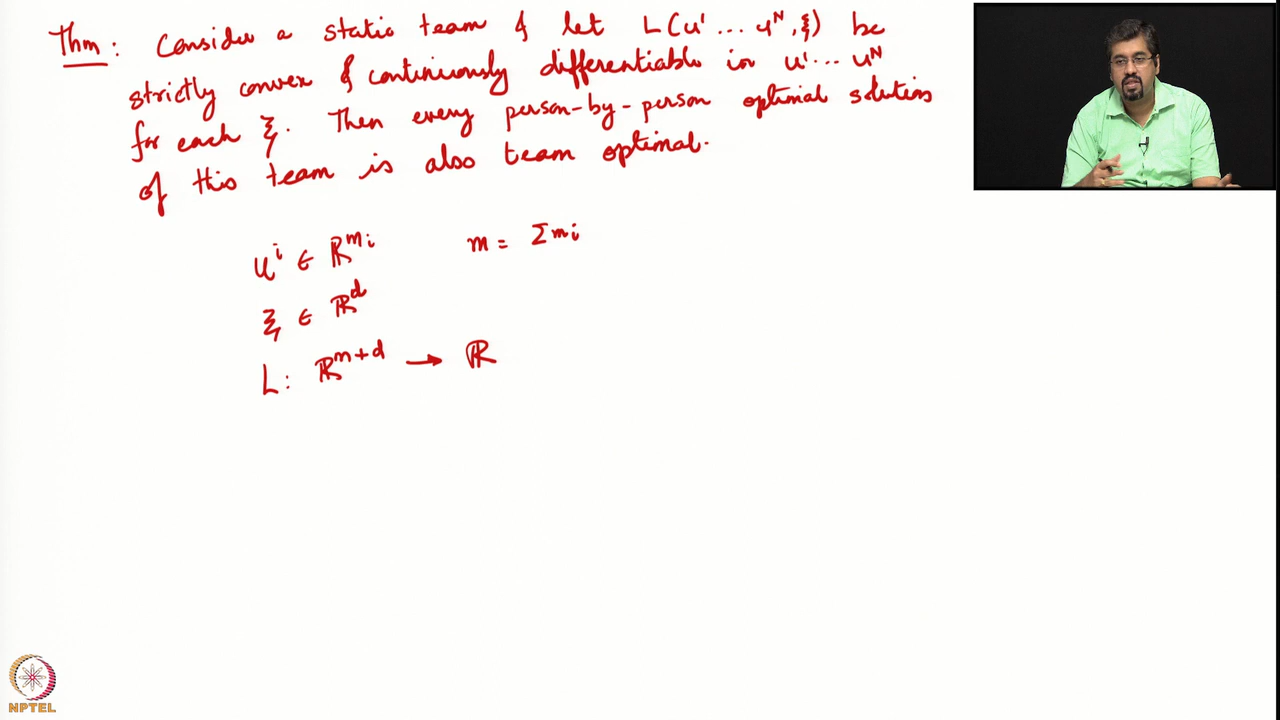 Thm: Consider a static team & let L(u¹ ... uᴺ, ξ) be
strictly convex & continuously differentiable in u¹ ... uᴺ
for each ξ. Then every person-by-person optimal solution
of this team is also team optimal.
uⁱ ∈ ℝ^{mᵢ} m = Σmᵢ
ξ ∈ ℝᵈ
L: ℝ^{m+d} → ℝ
NPTEL